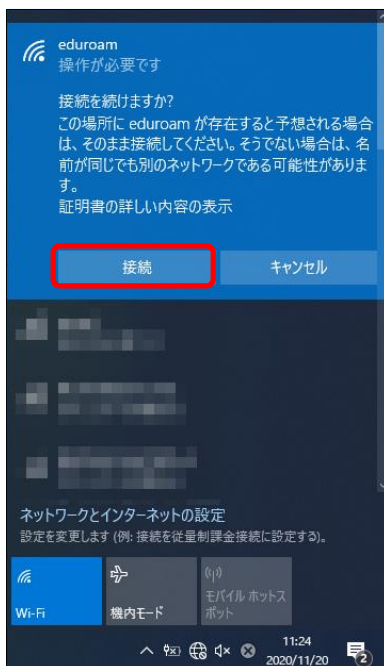 eduroam
操作が必要です
接続を続けますか?
この場所に eduroam が存在すると予想される場合
は、そのまま接続してください。そうでない場合は、名
前が同じでも別のネットワークである可能性がありま
す。
証明書の詳しい内容の表示
接続
キャンセル
ネットワークとインターネットの設定
設定を変更します (例: 接続を従量制課金接続に設定する)。
Wi-Fi
機内モード
モバイル ホットス
ポット
11:24
2020/11/20
2